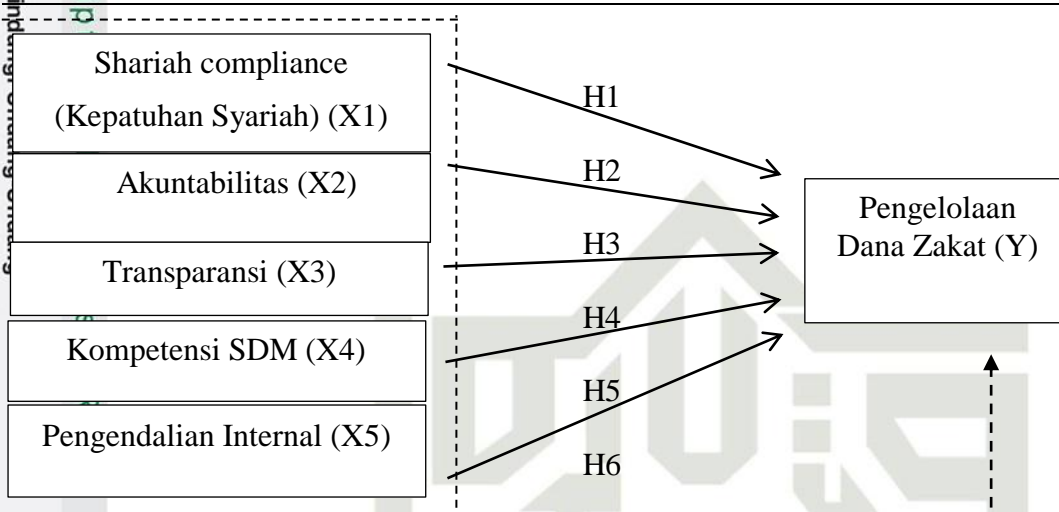 Shariah compliance
(Kepatuhan Syariah) (X1)
Akuntabilitas (X2)
Transparansi (X3)
Kompetensi SDM (X4)
Pengendalian Internal (X5)
H1
H2
H3
H4
H5
H6
Pengelolaan
Dana Zakat (Y)